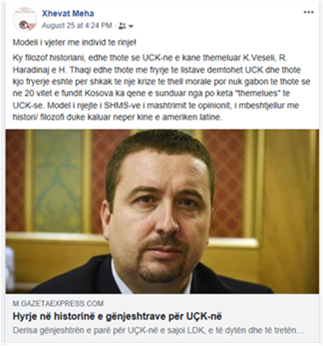 Xhevat Meha
August 25 at 4:24 PM
Modeli i vjeter me individ te rinje!
Ky filozof historiani, edhe thote se UCK-ne e kane themeluar K.Veseli, R.
Haradinaj e H. Thaqi edhe thote me fryrje te listave demtohet UCK dhe thote
kjo fryerje eshte per shkak te nje krize te thell morale por nuk gabon te thote se
ne 20 vitet e fundit Kosova ka qene e sunduar nga po keta "themelues" te
UCK-se. Model i njejte i SHMS-ve i mashtrimit te opinionit, i mbeshtjellur me
histori/ filozofi duke kaluar neper kine e ameriken latine.
M.GAZETAEXPRESS.COM
Hyrje në historinë e gënjeshtrave për UÇK-në
Derisa gënjeshtrën e parë për UÇK-në e sajoi LDK, e të dytën dhe të tretën…